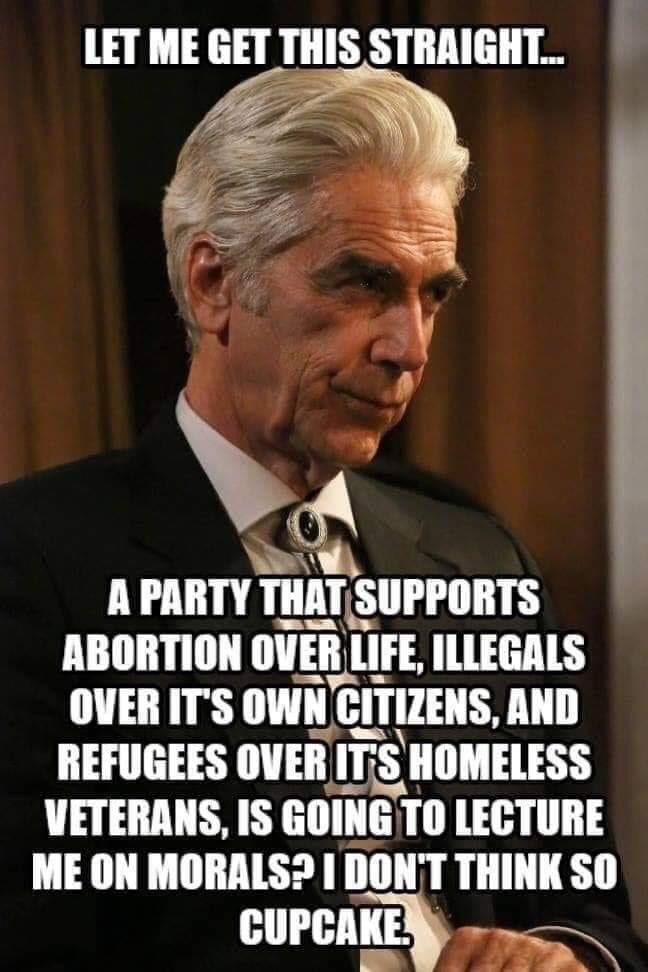 LET ME GET THIS STRAIGHT...
A PARTY THAT SUPPORTS
ABORTION OVER LIFE, ILLEGALS
OVER IT'S OWN CITIZENS, AND
REFUGEES OVER IT'S HOMELESS
VETERANS, IS GOING TO LECTURE
ME ON MORALS? I DON'T THINK SO
CUPCAKE.